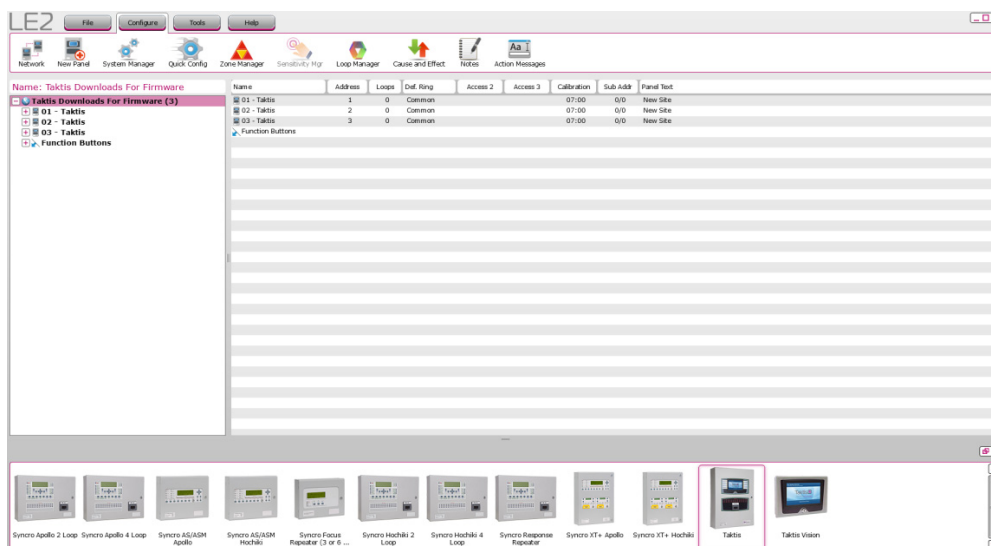 LE2 File Configure Tools Help
Network New Panel System Manager Quick Config Zone Manager Sensitivity Mgr Loop Manager Cause and Effect Notes Action Messages
Name: Taktis Downloads For Firmware
Taktis Downloads For Firmware (3)
01 - Taktis
02 - Taktis
03 - Taktis
Function Buttons
Name Address Loops Def. Ring Access 2 Access 3 Calibration Sub Addr Panel Text
01 - Taktis 1 0 Common 07:00 0/0 New Site
02 - Taktis 2 0 Common 07:00 0/0 New Site
03 - Taktis 3 0 Common 07:00 0/0 New Site
Function Buttons
Syncro Apollo 2 Loop Syncro Apollo 4 Loop Syncro AS/ASM Apollo Syncro AS/ASM Hochiki Syncro Focus Repeater (3 or 6 ... Syncro Hochiki 2 Loop Syncro Hochiki 4 Loop Syncro Response Repeater Syncro XT+ Apollo Syncro XT+ Hochiki Taktis Taktis Vision